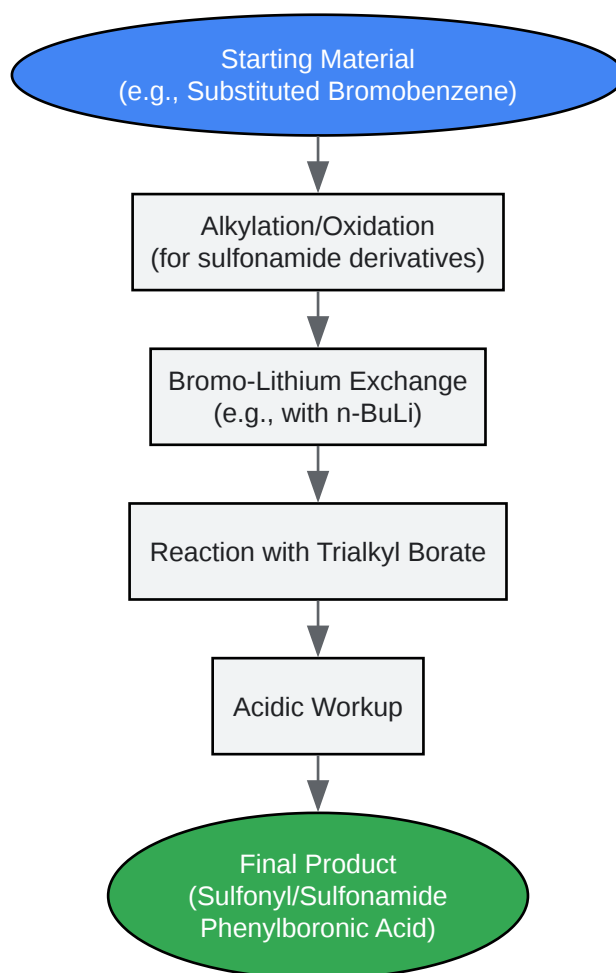 Starting Material
(e.g., Substituted Bromobenzene)
Alkylation/Oxidation
(for sulfonamide derivatives)
Bromo-Lithium Exchange
(e.g., with n-BuLi)
Reaction with Trialkyl Borate
Acidic Workup
Final Product
(Sulfonyl/Sulfonamide
Phenylboronic Acid)